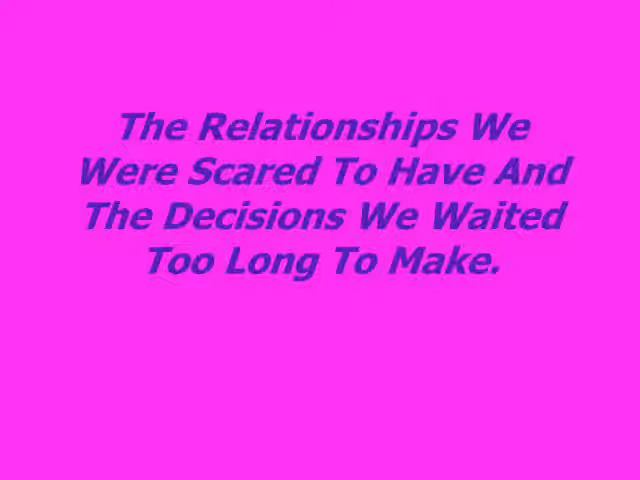 The Relationships We
Were Scared To Have And
The Decisions We Waited
Too Long To Make.